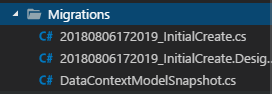 Migrations
C# 20180806172019_InitialCreate.cs
C# 20180806172019_InitialCreate.Desig...
C# DataContextModelSnapshot.cs